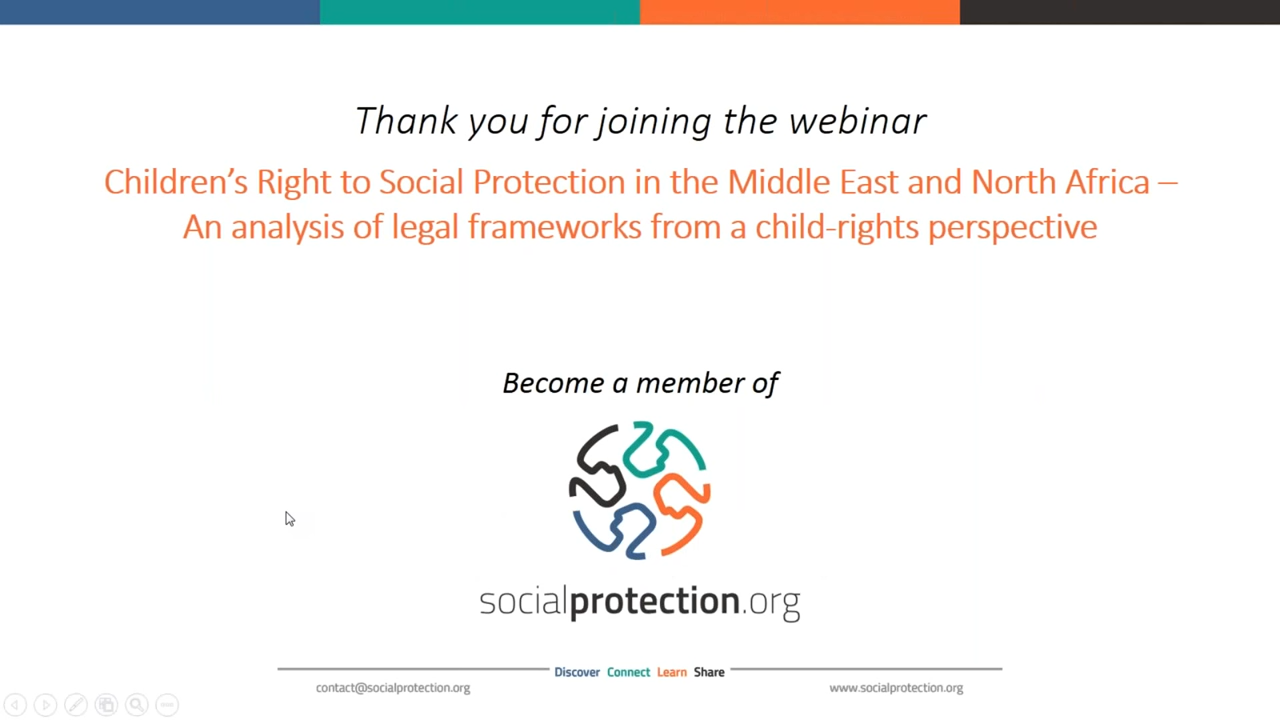 Thank you for joining the webinar
Children’s Right to Social Protection in the Middle East and North Africa –
An analysis of legal frameworks from a child-rights perspective
Become a member of
socialprotection.org
Discover Connect Learn Share
contact@socialprotection.org
www.socialprotection.org